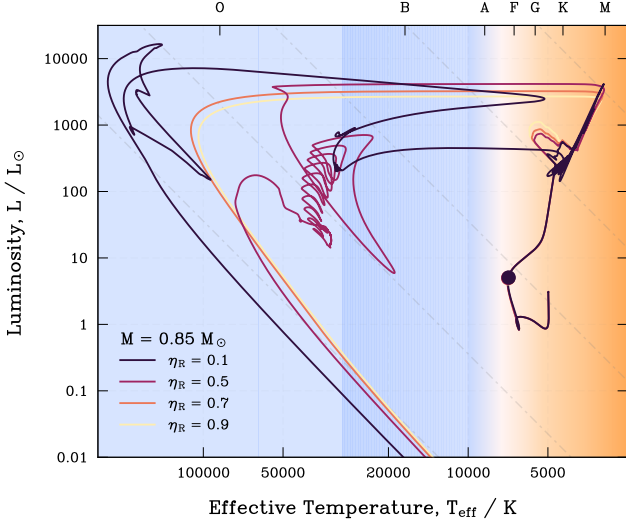 O B A F G K M
10000
1000
100
10
1
0.1
0.01
Luminosity, L / L☉
M = 0.85 M☉
ηR = 0.1
ηR = 0.5
ηR = 0.7
ηR = 0.9
100000 50000 20000 10000 5000
Effective Temperature, Teff / K